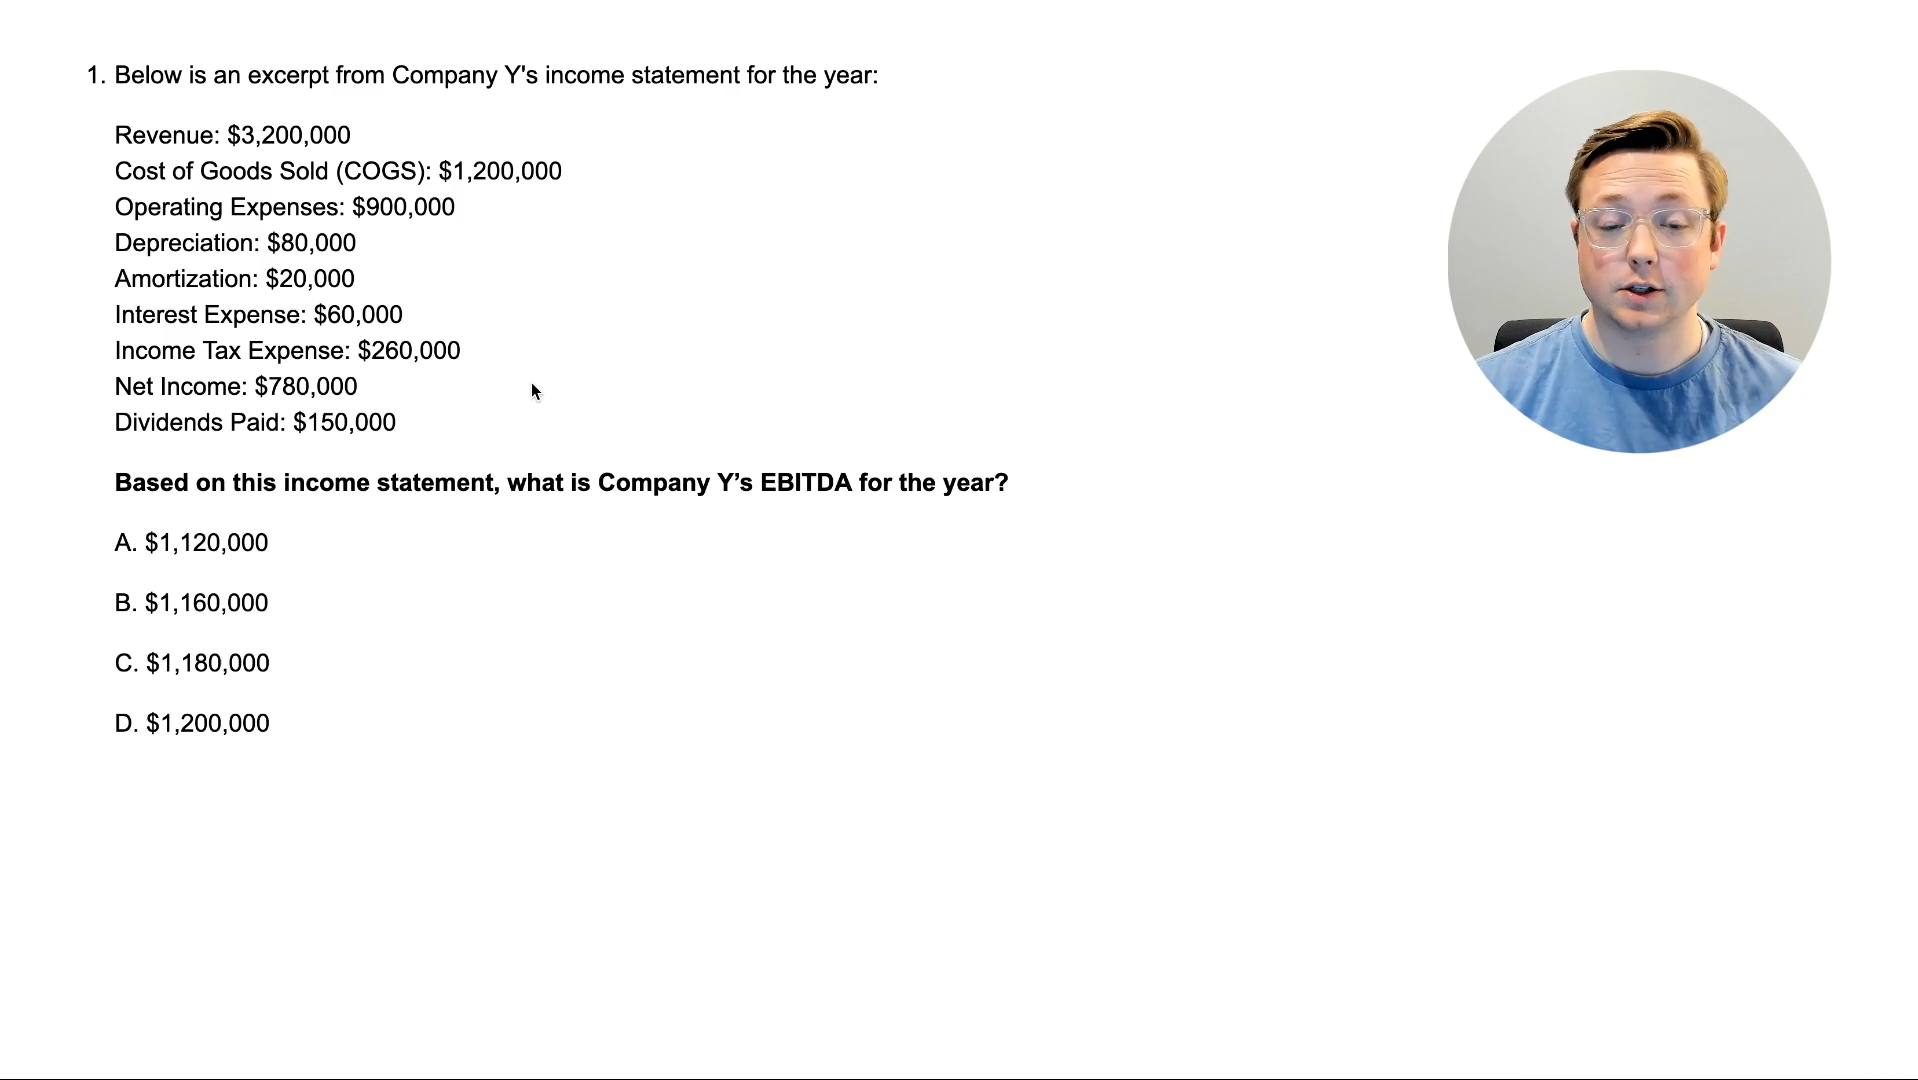 1. Below is an excerpt from Company Y's income statement for the year:
Revenue: $3,200,000
Cost of Goods Sold (COGS): $1,200,000
Operating Expenses: $900,000
Depreciation: $80,000
Amortization: $20,000
Interest Expense: $60,000
Income Tax Expense: $260,000
Net Income: $780,000
Dividends Paid: $150,000
Based on this income statement, what is Company Y’s EBITDA for the year?
A. $1,120,000
B. $1,160,000
C. $1,180,000
D. $1,200,000